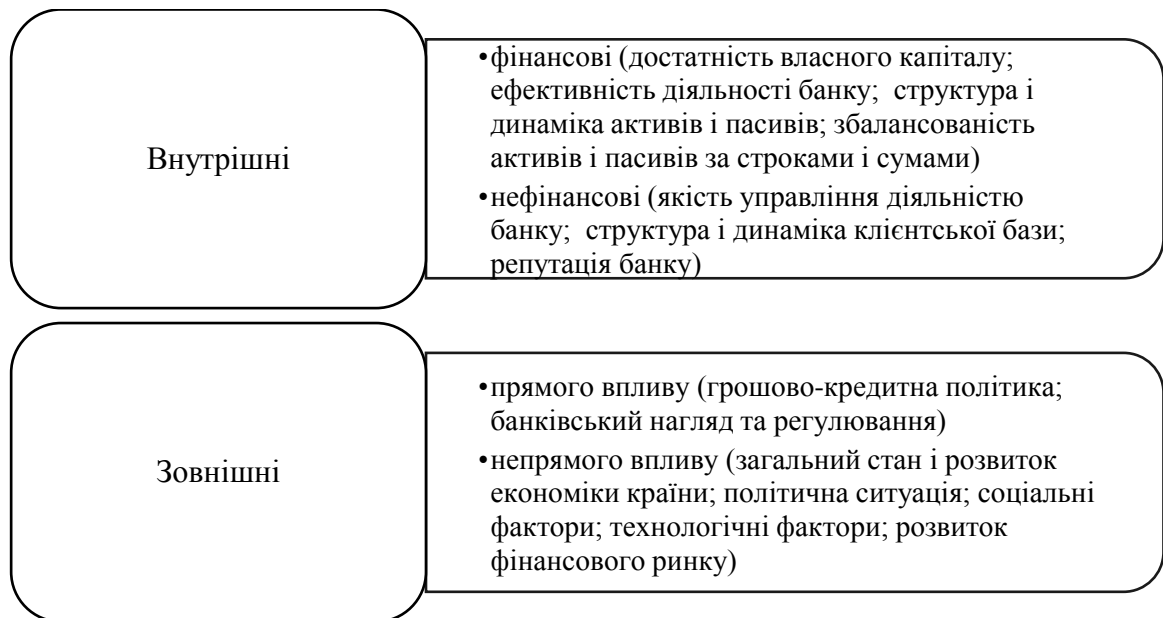 Внутрішні
•фінансові (достатність власного капіталу;
ефективність діяльності банку; структура і
динаміка активів і пасивів; збалансованість
активів і пасивів за строками і сумами)
•нефінансові (якість управління діяльністю
банку; структура і динаміка клієнтської бази;
репутація банку)
Зовнішні
•прямого впливу (грошово-кредитна політика;
банківський нагляд та регулювання)
•непрямого впливу (загальний стан і розвиток
економіки країни; політична ситуація; соціальні
фактори; технологічні фактори; розвиток
фінансового ринку)